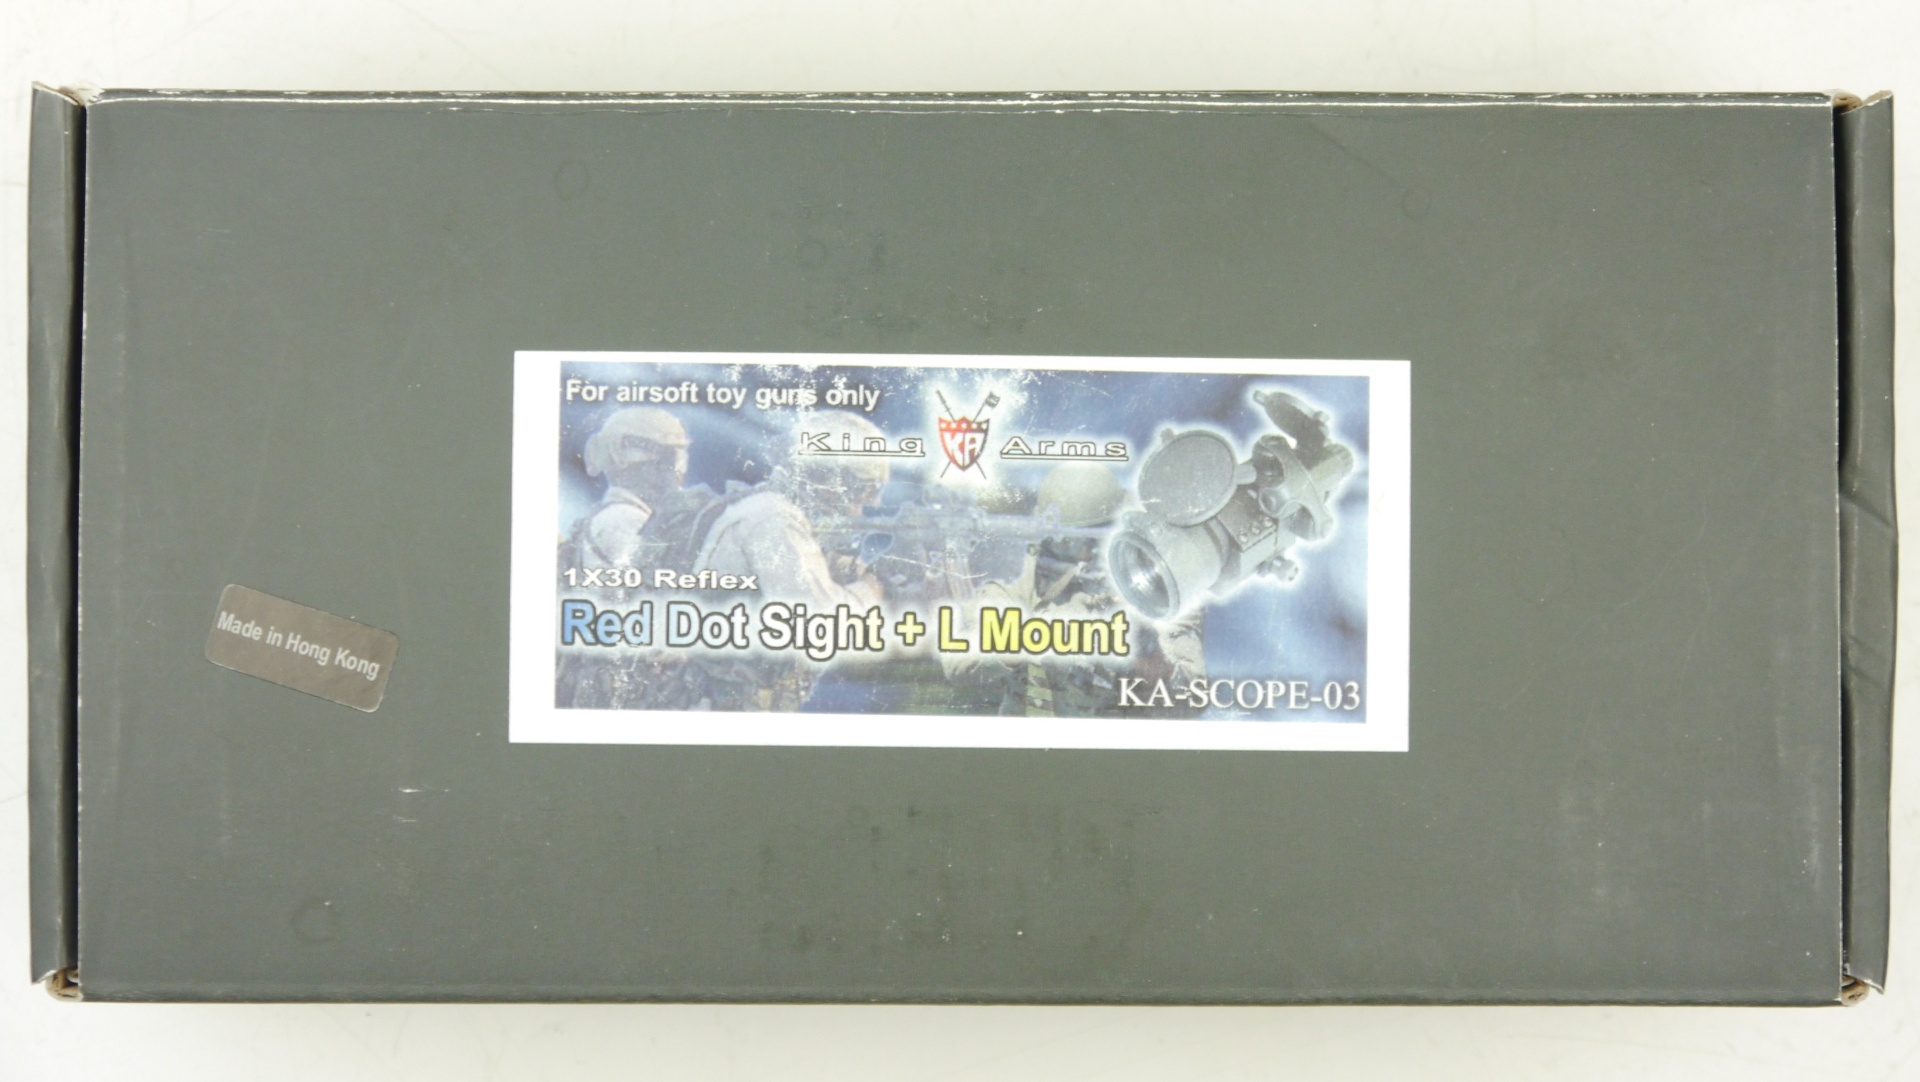 For airsoft toy guns only
King KA Arms
1X30 Reflex
Red Dot Sight + L Mount
KA-SCOPE-03
Made in Hong Kong